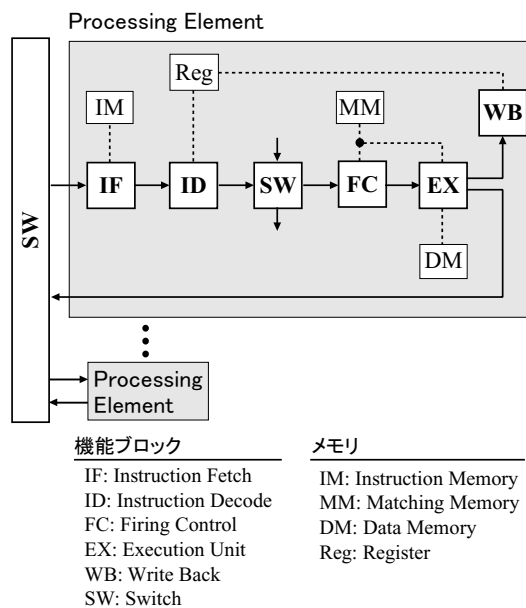 Processing Element
Reg
IM
MM
WB
IF
ID
SW
FC
EX
SW
DM
Processing
Element
機能ブロック
IF: Instruction Fetch
ID: Instruction Decode
FC: Firing Control
EX: Execution Unit
WB: Write Back
SW: Switch
メモリ
IM: Instruction Memory
MM: Matching Memory
DM: Data Memory
Reg: Register